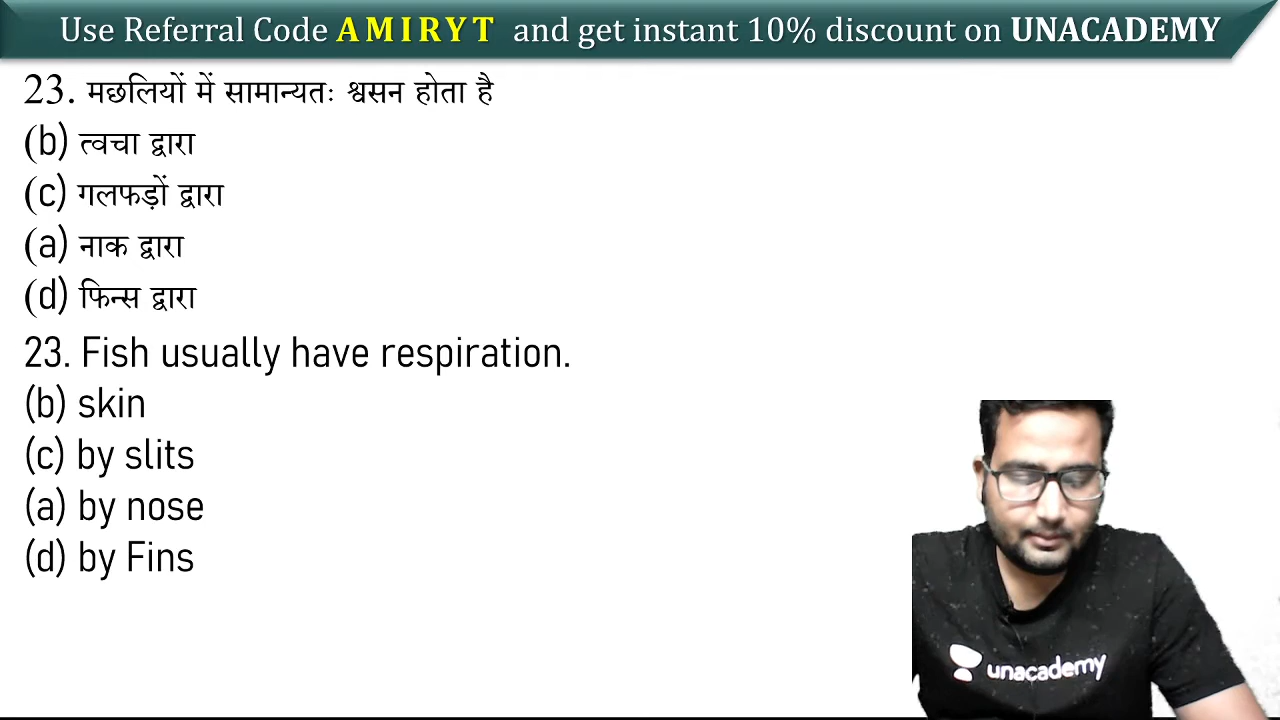 Use Referral Code A M I R Y T and get instant 10% discount on UNACADEMY
23. मछलियों में सामान्यतः श्वसन होता है
(b) त्वचा द्वारा
(c) गलफड़ों द्वारा
(a) नाक द्वारा
(d) फिन्स द्वारा
23. Fish usually have respiration.
(b) skin
(c) by slits
(a) by nose
(d) by Fins
unacademy